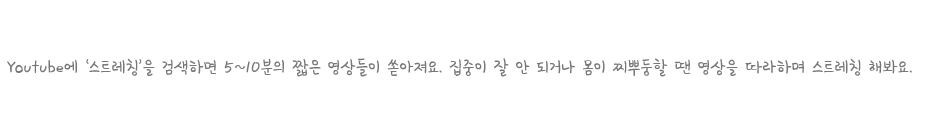 Youtube에 '스트레칭'을 검색하면 5~10분의 짧은 영상들이 쏟아져요. 집중이 잘 안 되거나 몸이 찌뿌둥할 땐 영상을 따라하며 스트레칭 해봐요.